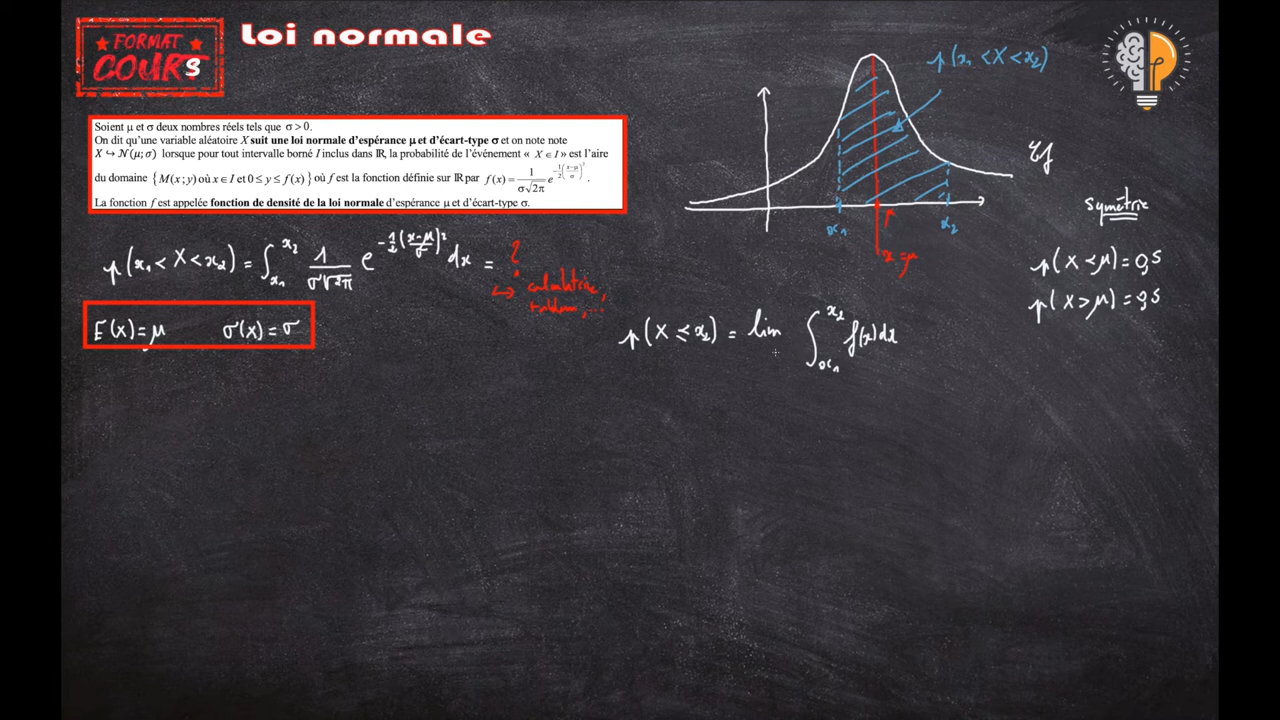 FORMAT
COURS
Loi normale
Soient μ et σ deux nombres réels tels que σ > 0.
On dit qu'une variable aléatoire X suit une loi normale d'espérance μ et d'écart-type σ et on note note
X ↪ N(μ ; σ) lorsque pour tout intervalle borné I inclus dans ℝ, la probabilité de l'événement « X ∈ I » est l'aire
du domaine {M(x ; y) où x ∈ I et 0 ≤ y ≤ f(x)} où f est la fonction définie sur ℝ par f(x) = 1/(σ√2π) e^(-1/2((x-μ)/σ)²).
La fonction f est appelée fonction de densité de la loi normale d'espérance μ et d'écart-type σ.
p(x₁ < X < x₂)
𝒞f
x₁
x₂
x = μ
symétrie
p(X < μ) = 0,5
p(X > μ) = 0,5
p(x₁ < X < x₂) = ∫_{x₁}^{x₂} 1/(σ√2π) e^(-1/2((x-μ)/σ)²) dx = ?
↪ calculatrice,
E(X) = μ σ(X) = σ
p(X ≤ x₂) = lim ∫_{x₁}^{x₂} f(x)dx